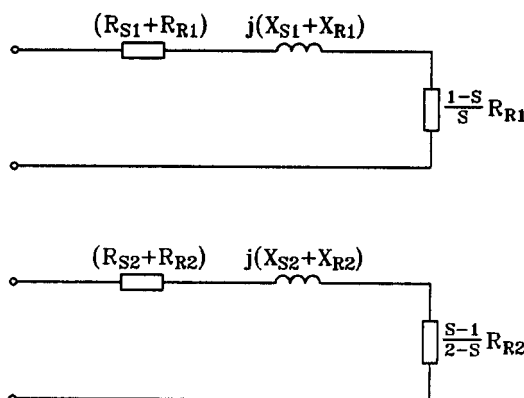 (R_S1+R_R1) j(X_S1+X_R1)
1-S/S R_R1
(R_S2+R_R2) j(X_S2+X_R2)
S-1/2-S R_R2